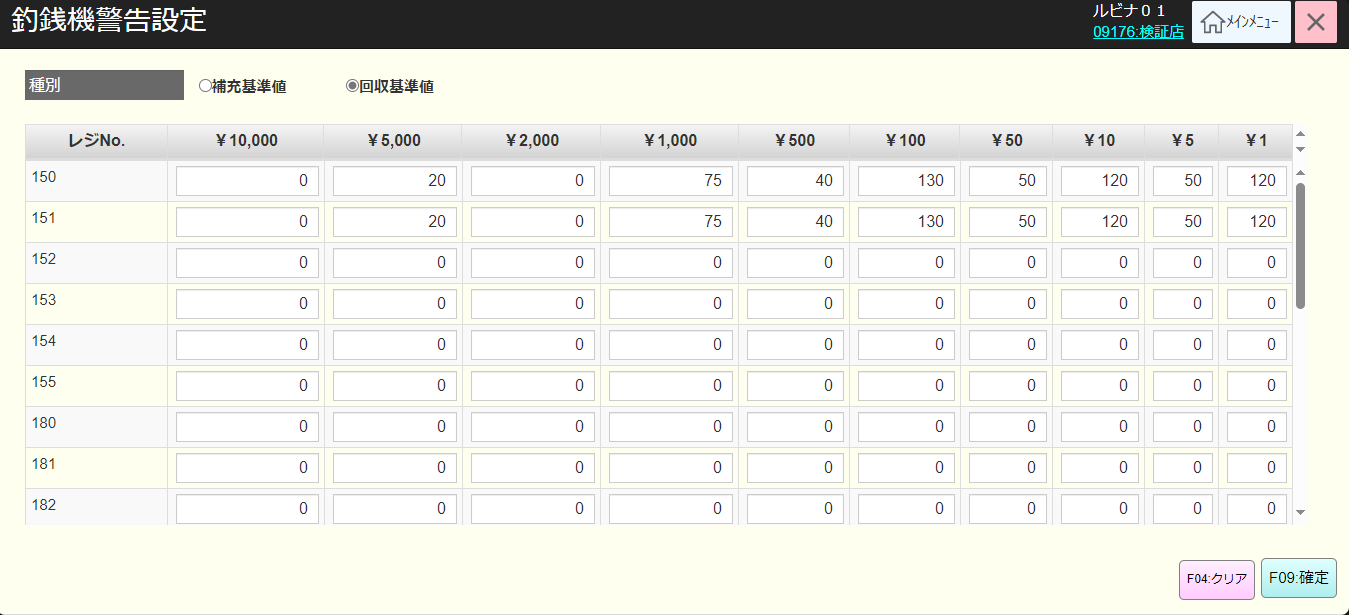 釣銭機警告設定
ルビナ０１
09176:検証店
メインメニュー
種別 補充基準値 回収基準値
レジNo. ￥10,000 ￥5,000 ￥2,000 ￥1,000 ￥500 ￥100 ￥50 ￥10 ￥5 ￥1
150 0 20 0 75 40 130 50 120 50 120
151 0 20 0 75 40 130 50 120 50 120
152 0 0 0 0 0 0 0 0 0 0
153 0 0 0 0 0 0 0 0 0 0
154 0 0 0 0 0 0 0 0 0 0
155 0 0 0 0 0 0 0 0 0 0
180 0 0 0 0 0 0 0 0 0 0
181 0 0 0 0 0 0 0 0 0 0
182 0 0 0 0 0 0 0 0 0 0
F04:クリア F09:確定